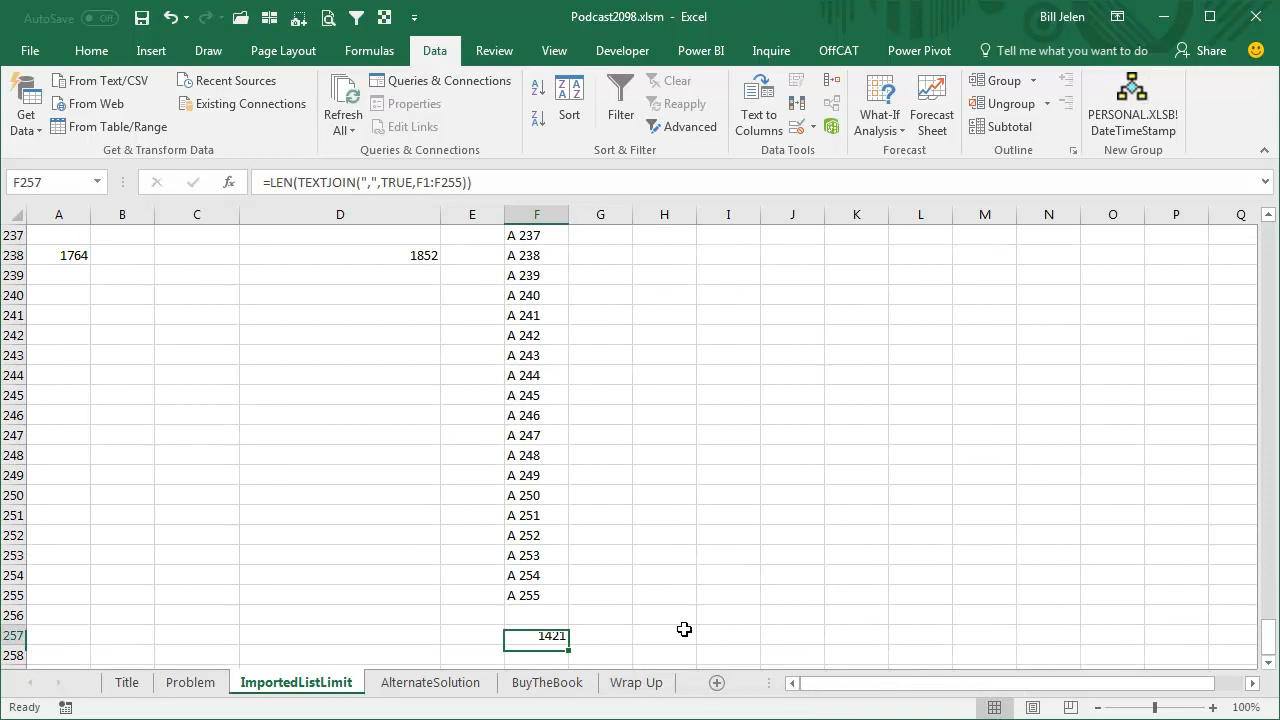 AutoSave Off Podcast2098.xlsm - Excel Bill Jelen
File Home Insert Draw Page Layout Formulas Data Review View Developer Power BI Inquire OffCAT Power Pivot Tell me what you want to do Share
Get Data
From Text/CSV
From Web
From Table/Range
Recent Sources
Existing Connections
Get & Transform Data
Refresh All
Queries & Connections
Properties
Edit Links
Queries & Connections
Sort
Filter
Clear
Reapply
Advanced
Sort & Filter
Text to Columns
Data Tools
What-If Analysis
Forecast Sheet
Forecast
Group
Ungroup
Subtotal
Outline
PERSONAL.XLSB! DateTimeStamp
New Group
F257 fx =LEN(TEXTJOIN(",",TRUE,F1:F255))
A B C D E F G H I J K L M N O P Q
237 A 237
238 1764 1852 A 238
239 A 239
240 A 240
241 A 241
242 A 242
243 A 243
244 A 244
245 A 245
246 A 246
247 A 247
248 A 248
249 A 249
250 A 250
251 A 251
252 A 252
253 A 253
254 A 254
255 A 255
256
257 1421
258
Title Problem ImportedListLimit AlternateSolution BuyTheBook Wrap Up
Ready 100%